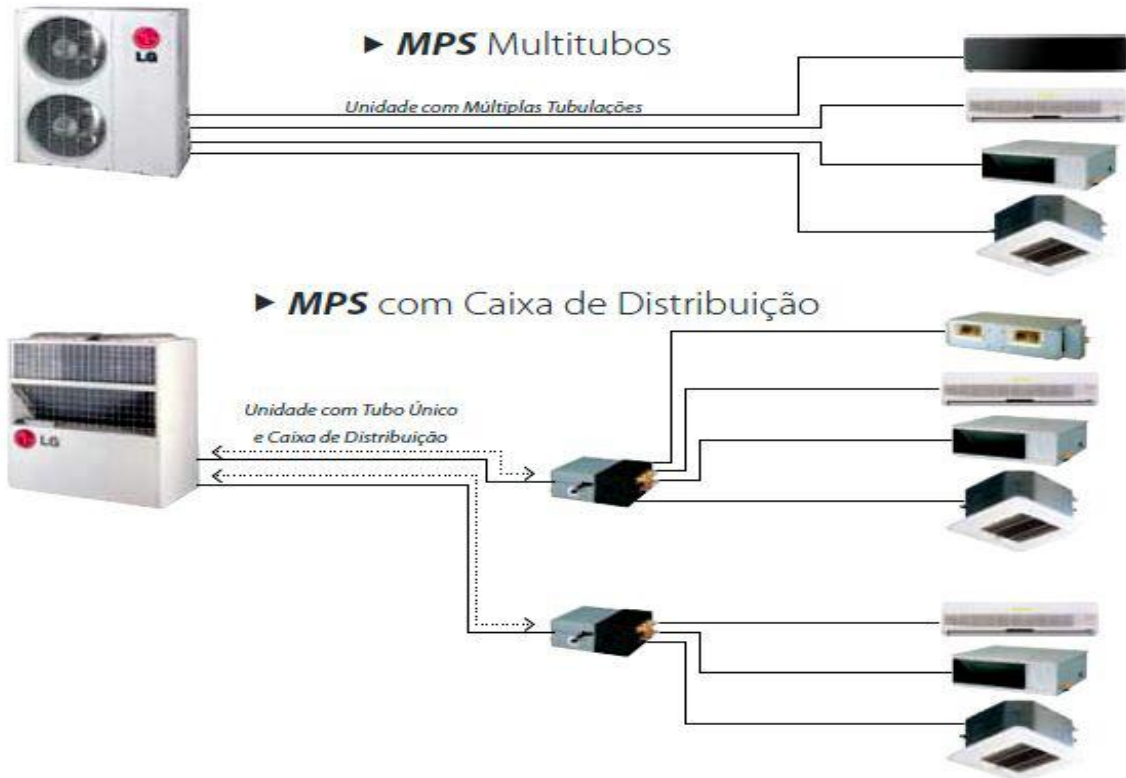 LG
► MPS Multitubos
Unidade com Múltiplas Tubulações
► MPS com Caixa de Distribuição
Unidade com Tubo Único
e Caixa de Distribuição
LG